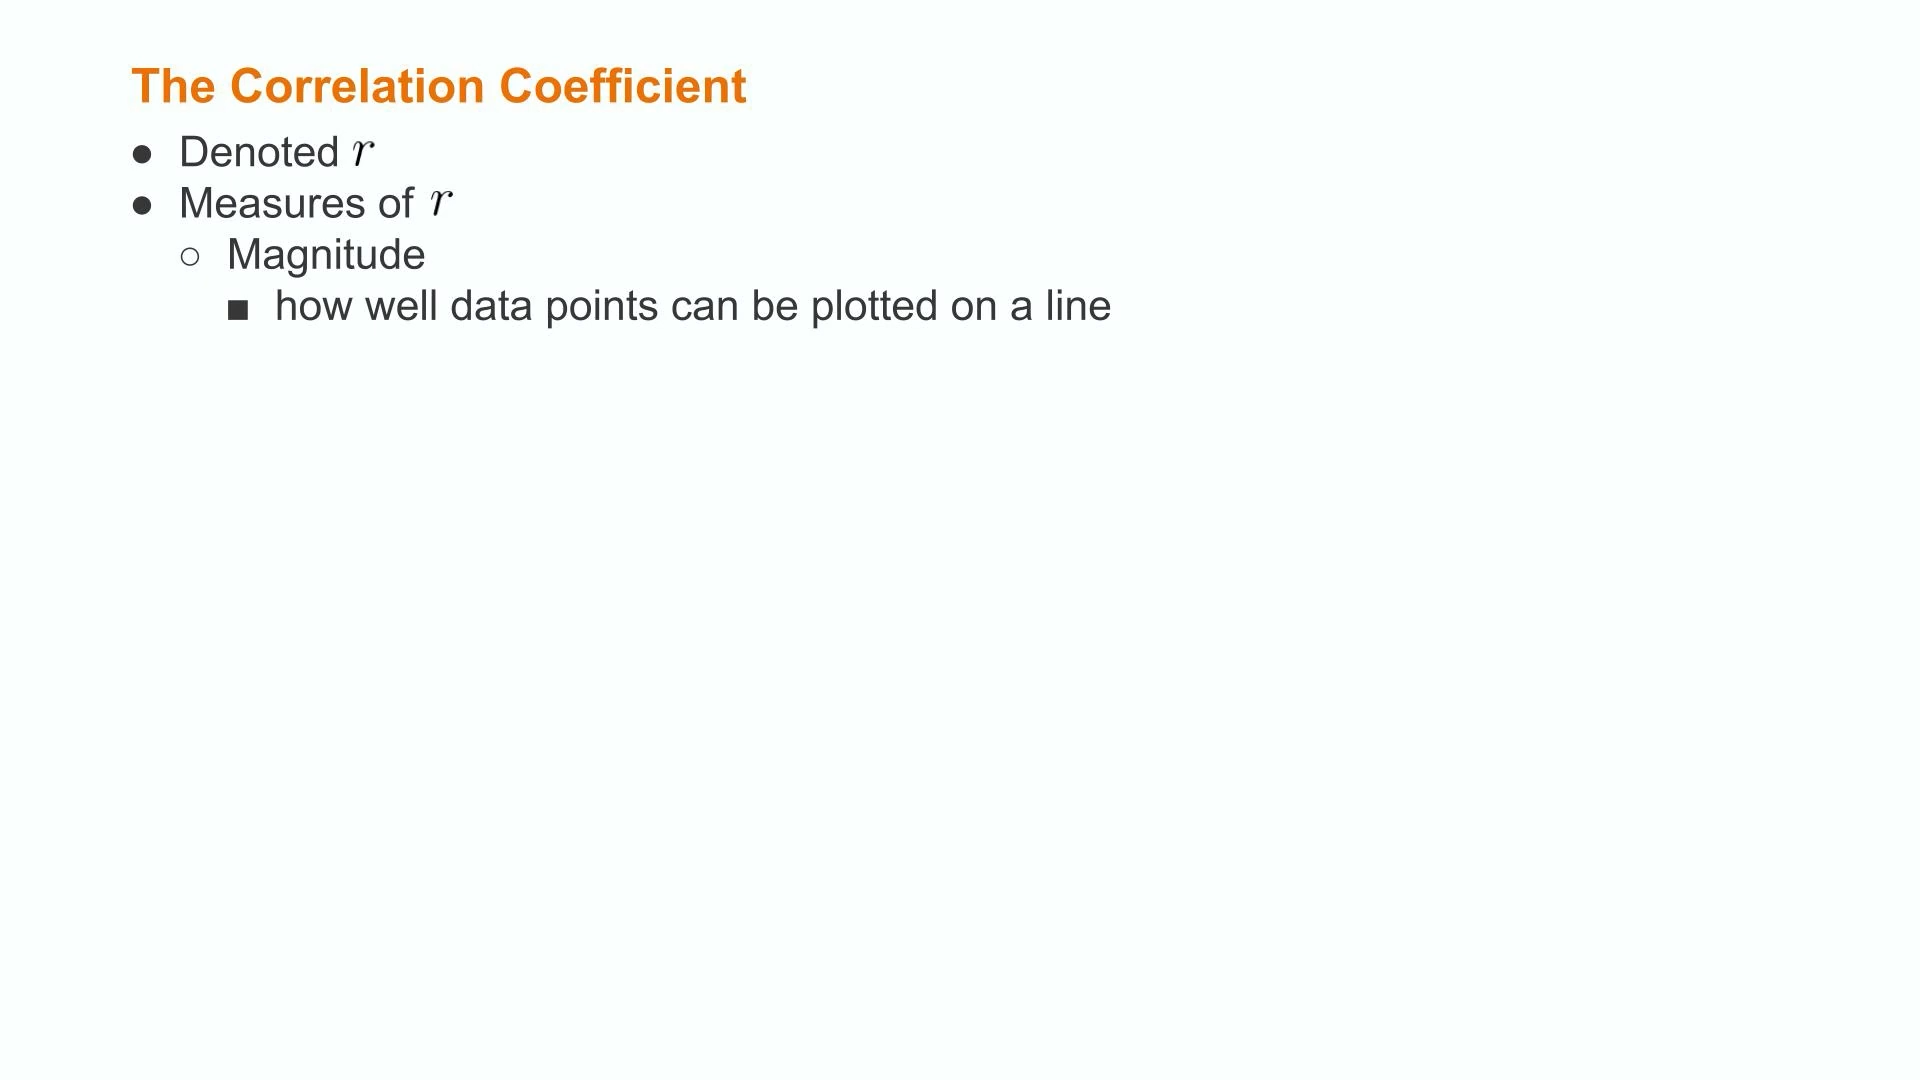 The Correlation Coefficient
● Denoted r
● Measures of r
○ Magnitude
■ how well data points can be plotted on a line